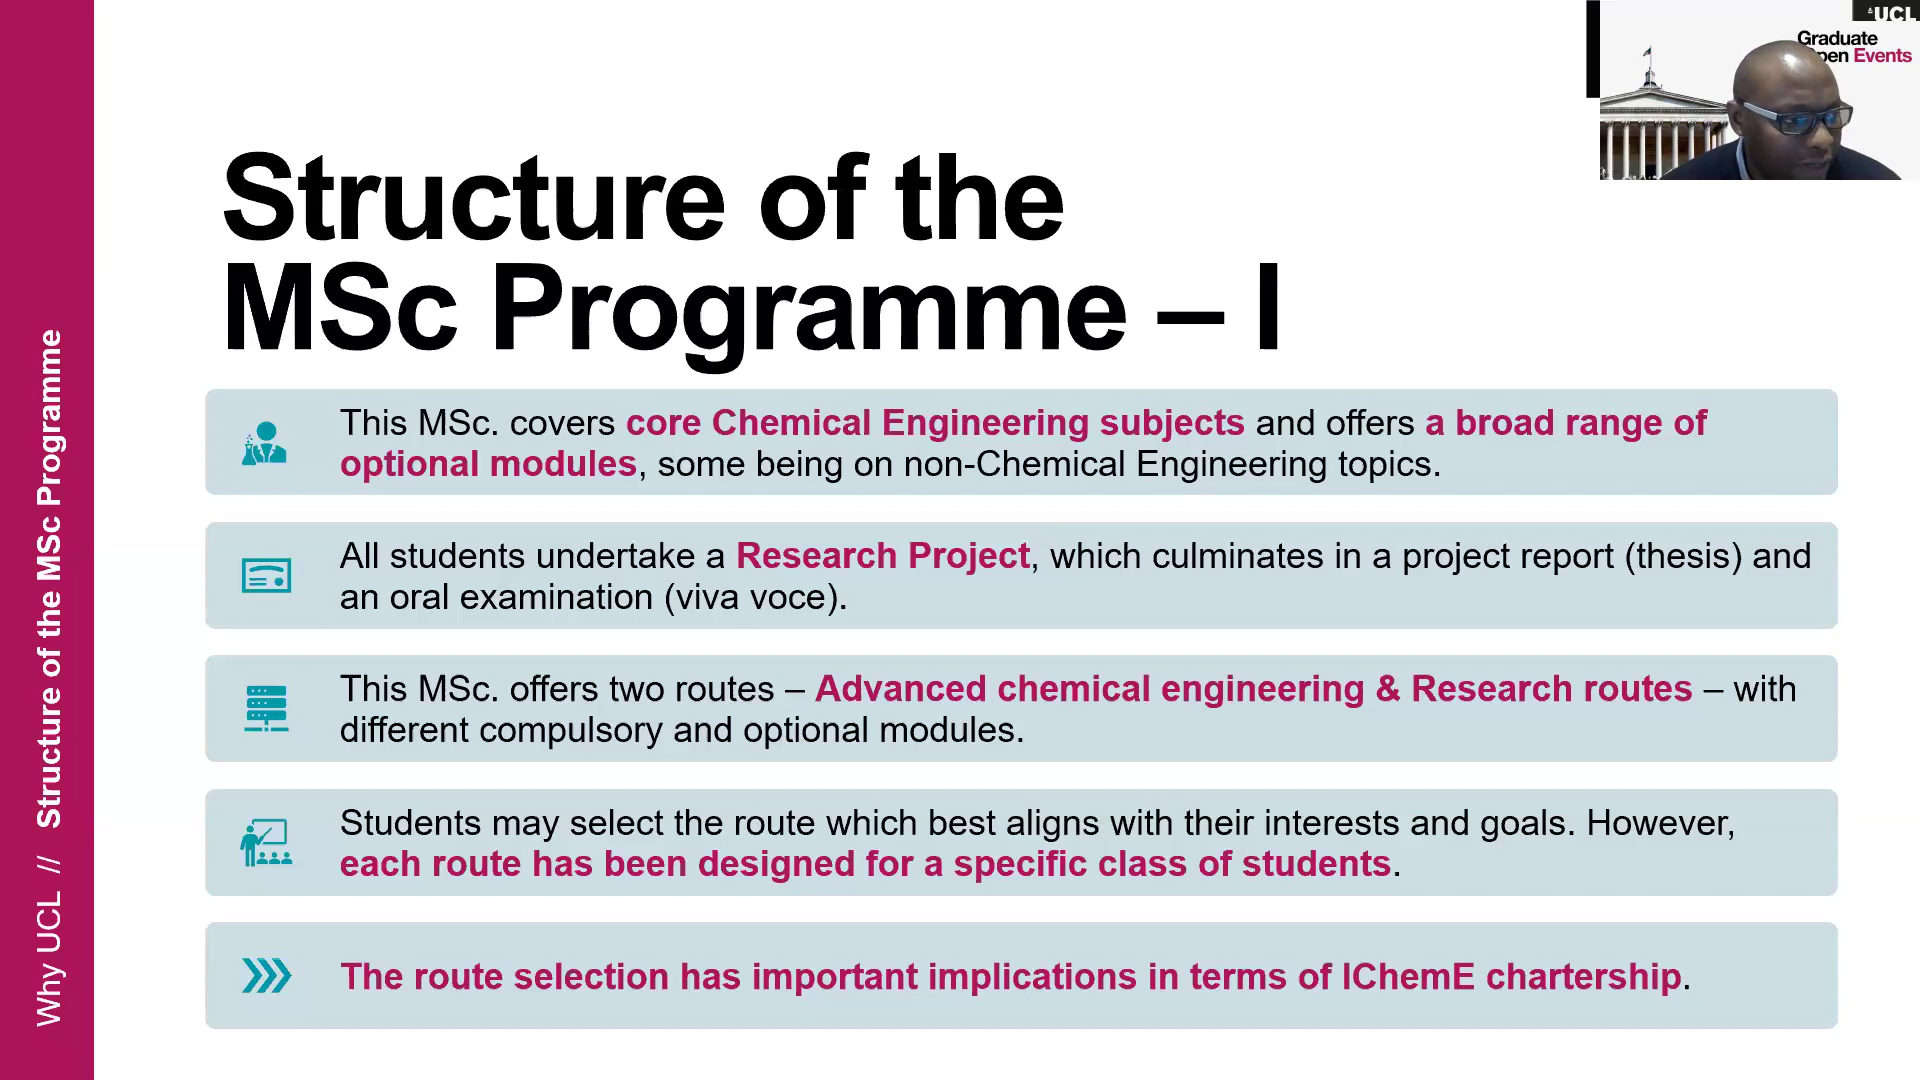 UCL
Graduate
Open Events
Structure of the
MSc Programme – I
This MSc. covers core Chemical Engineering subjects and offers a broad range of
optional modules, some being on non-Chemical Engineering topics.
All students undertake a Research Project, which culminates in a project report (thesis) and
an oral examination (viva voce).
This MSc. offers two routes – Advanced chemical engineering & Research routes – with
different compulsory and optional modules.
Students may select the route which best aligns with their interests and goals. However,
each route has been designed for a specific class of students.
The route selection has important implications in terms of IChemE chartership.
Why UCL // Structure of the MSc Programme